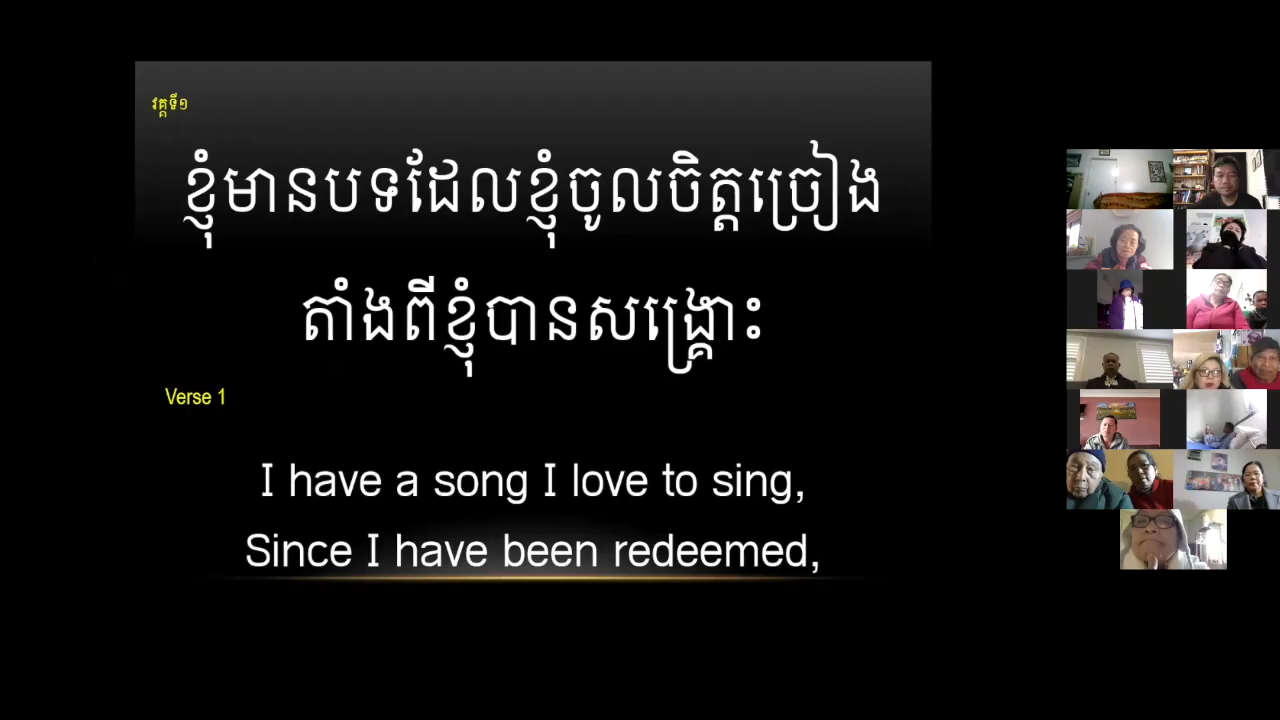 វគ្គទី១
ខ្ញុំមានបទដែលខ្ញុំចូលចិត្តច្រៀង
តាំងពីខ្ញុំបានសង្គ្រោះ
Verse 1
I have a song I love to sing,
Since I have been redeemed,